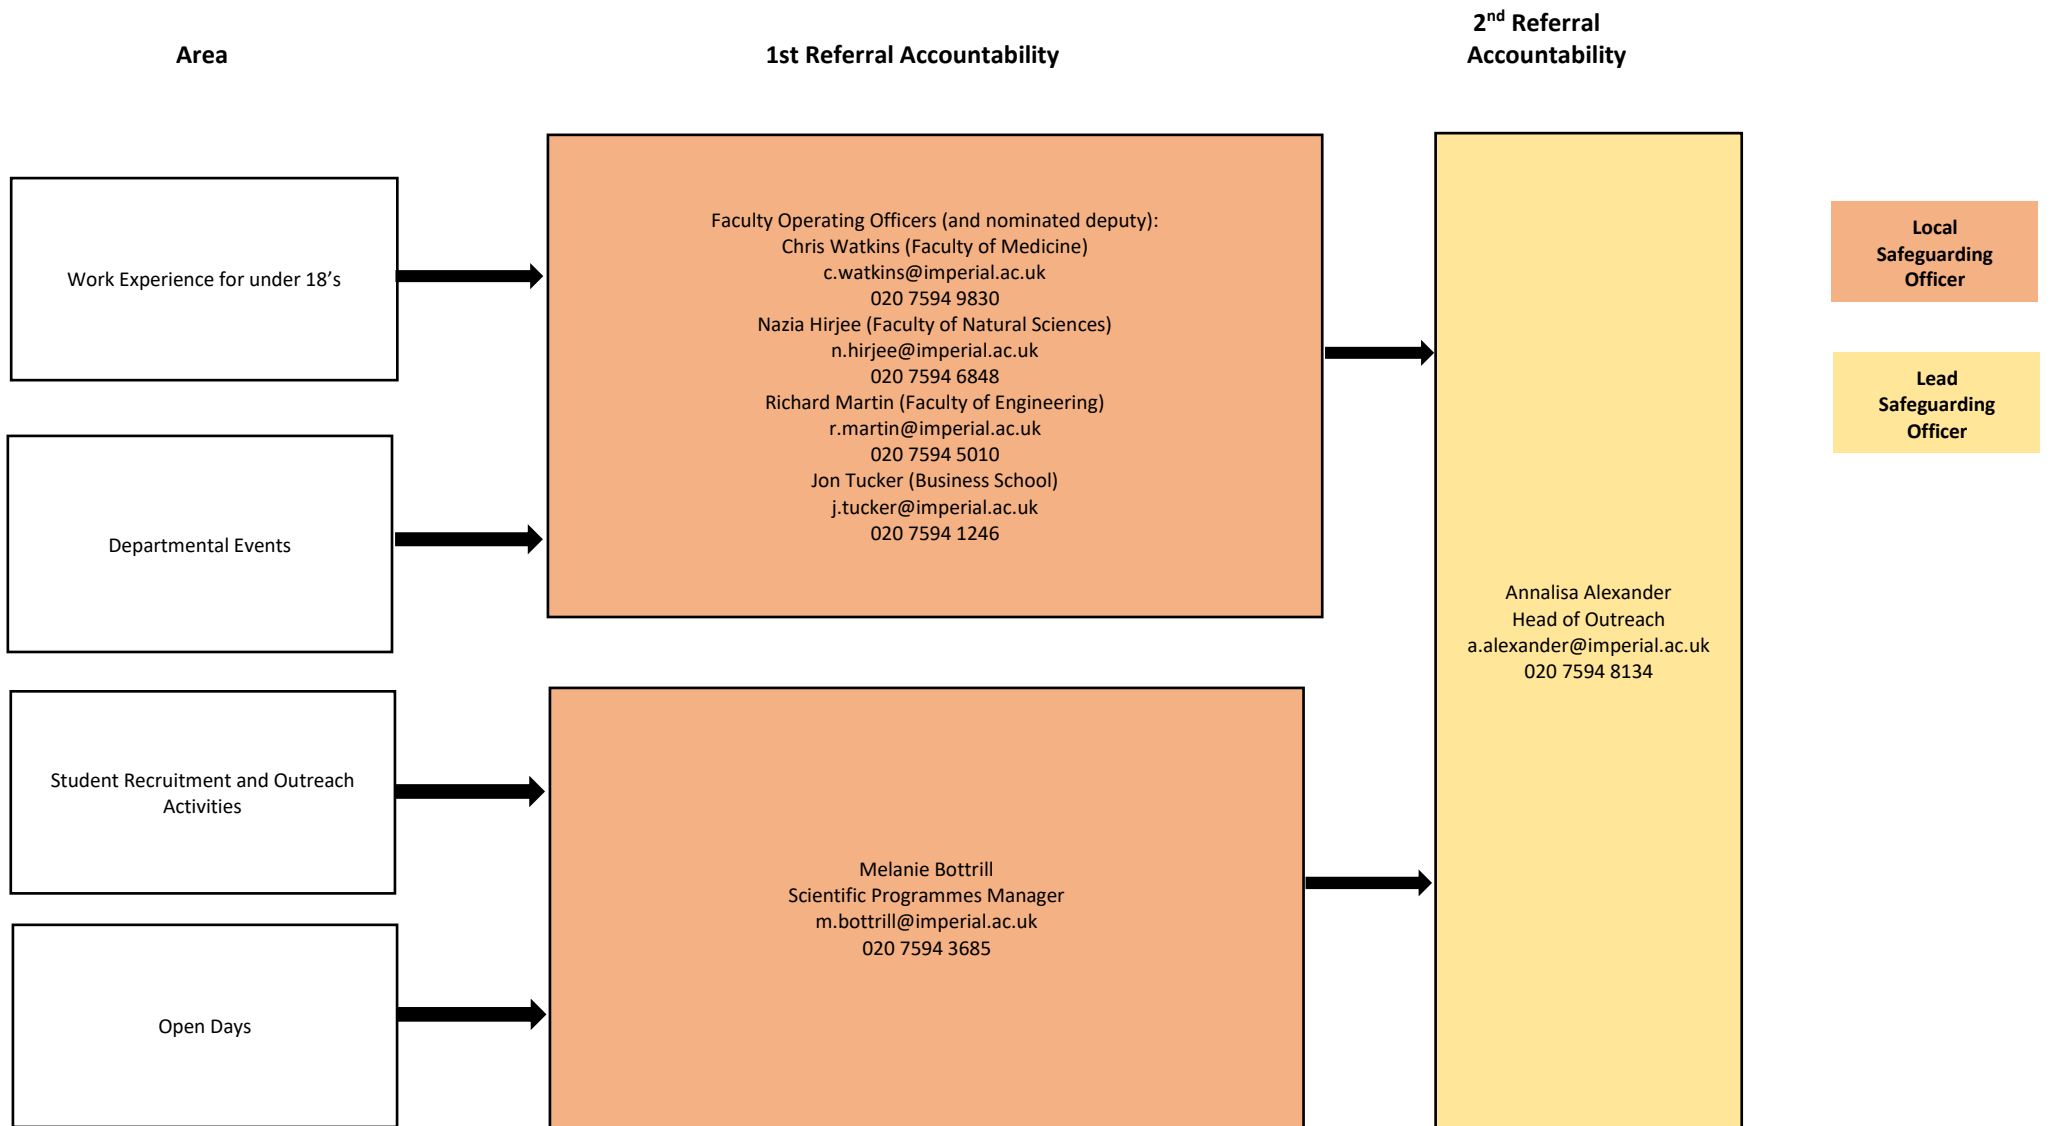 Area
1st Referral Accountability
2nd Referral
Accountability
Work Experience for under 18’s
Departmental Events
Student Recruitment and Outreach
Activities
Open Days
Faculty Operating Officers (and nominated deputy):
Chris Watkins (Faculty of Medicine)
c.watkins@imperial.ac.uk
020 7594 9830
Nazia Hirjee (Faculty of Natural Sciences)
n.hirjee@imperial.ac.uk
020 7594 6848
Richard Martin (Faculty of Engineering)
r.martin@imperial.ac.uk
020 7594 5010
Jon Tucker (Business School)
j.tucker@imperial.ac.uk
020 7594 1246
Melanie Bottrill
Scientific Programmes Manager
m.bottrill@imperial.ac.uk
020 7594 3685
Annalisa Alexander
Head of Outreach
a.alexander@imperial.ac.uk
020 7594 8134
Local
Safeguarding
Officer
Lead
Safeguarding
Officer